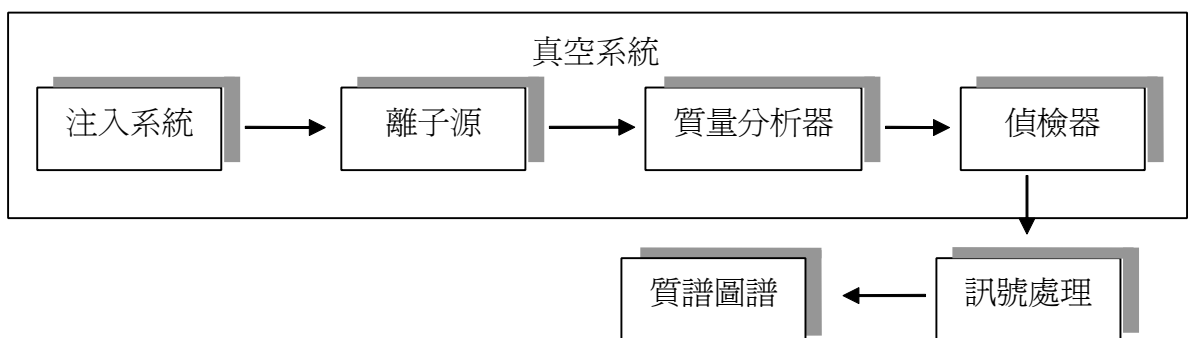 真空系統
注入系統
離子源
質量分析器
偵檢器
訊號處理
質譜圖譜